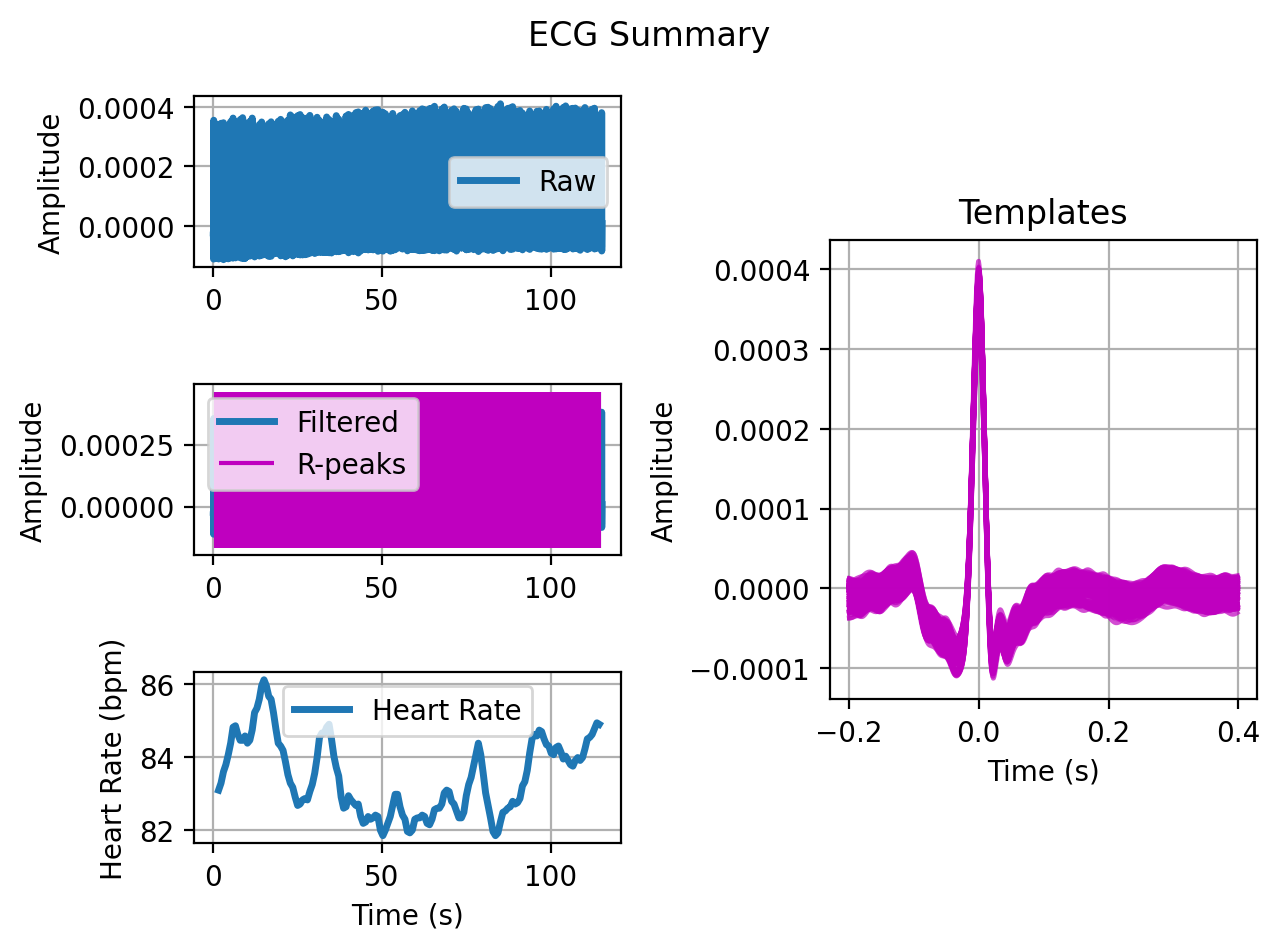 ECG Summary
Amplitude
0.0004
0.0002
0.0000
Raw
0 50 100
Amplitude
0.00025
0.00000
Filtered
R-peaks
0 50 100
Heart Rate (bpm)
86
84
82
Heart Rate
0 50 100
Time (s)
Templates
Amplitude
0.0004
0.0003
0.0002
0.0001
0.0000
−0.0001
−0.2 0.0 0.2 0.4
Time (s)